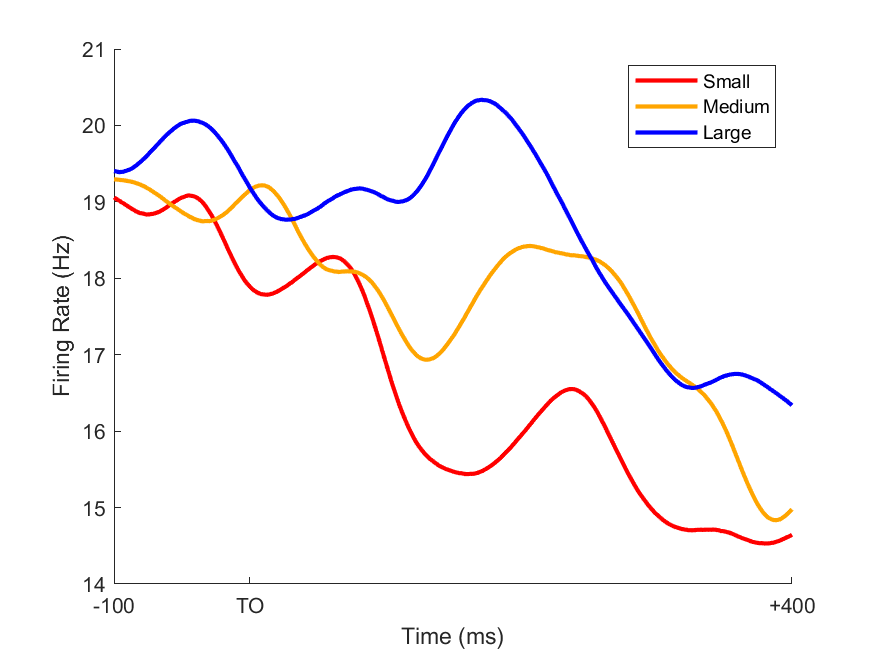 21
20
19
18
17
16
15
14
Firing Rate (Hz)
Small
Medium
Large
-100
TO
+400
Time (ms)